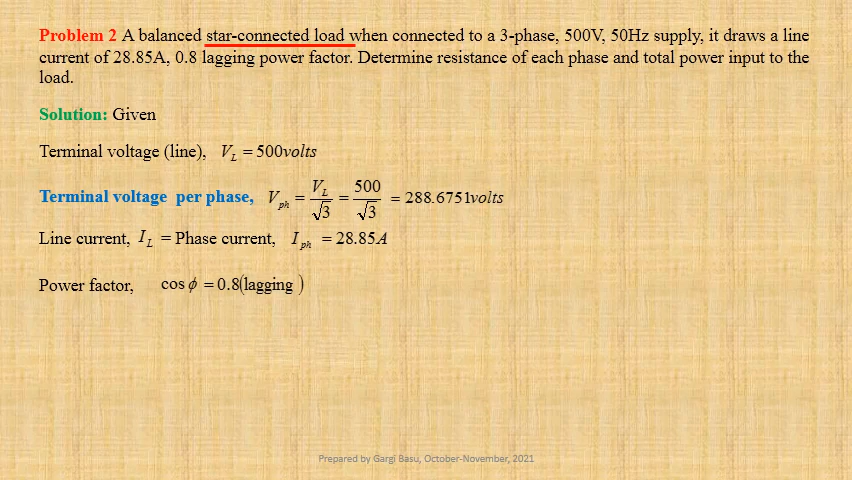 Problem 2 A balanced star-connected load when connected to a 3-phase, 500V, 50Hz supply, it draws a line
current of 28.85A, 0.8 lagging power factor. Determine resistance of each phase and total power input to the
load.
Solution: Given
Terminal voltage (line), V_L = 500volts
Terminal voltage per phase, V_ph = V_L/√3 = 500/√3 = 288.6751volts
Line current, I_L = Phase current, I_ph = 28.85A
Power factor, cos ϕ = 0.8(lagging )
Prepared by Gargi Basu, October-November, 2021